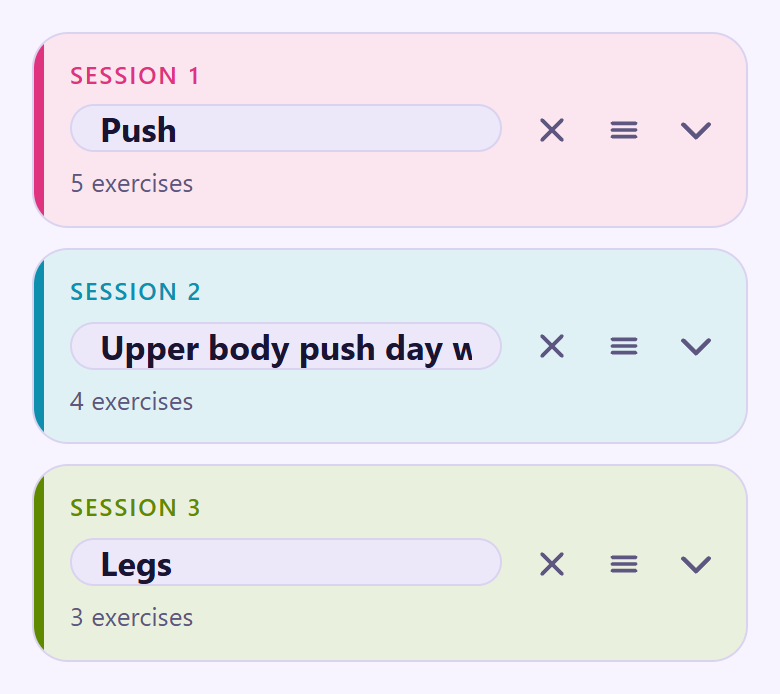 SESSION 1
Push
5 exercises
SESSION 2
Upper body push day
4 exercises
SESSION 3
Legs
3 exercises